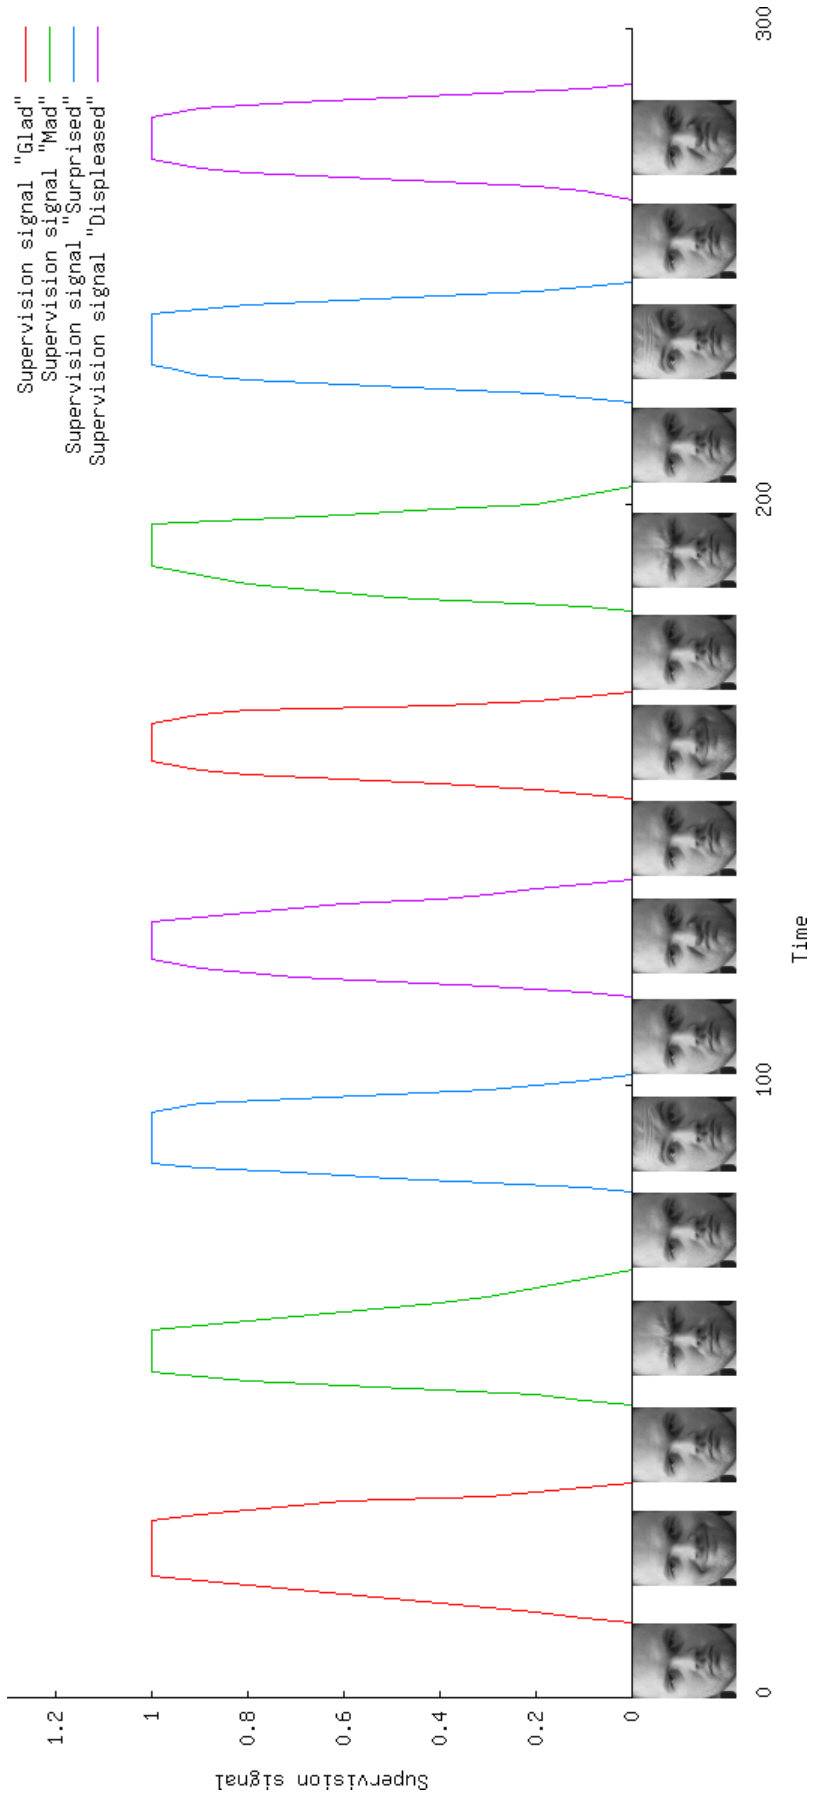 Supervision signal "Glad"
Supervision signal "Mad"
Supervision signal "Surprised"
Supervision signal "Displeased"
Supervision signal
1.2
1
0.8
0.6
0.4
0.2
0
0
100
200
300
Time